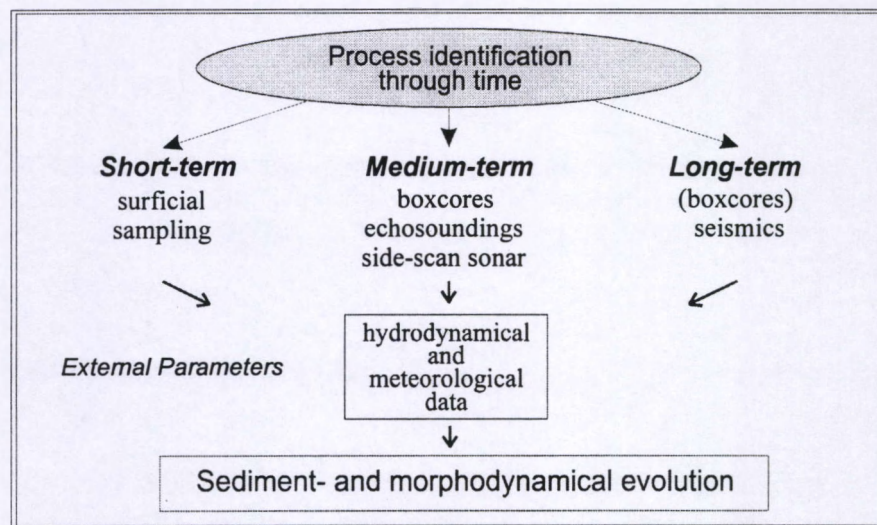 Process identification
through time
Short-term
surficial
sampling
Medium-term
boxcores
echosoundings
side-scan sonar
Long-term
(boxcores)
seismics
External Parameters
hydrodynamical
and
meteorological
data
Sediment- and morphodynamical evolution